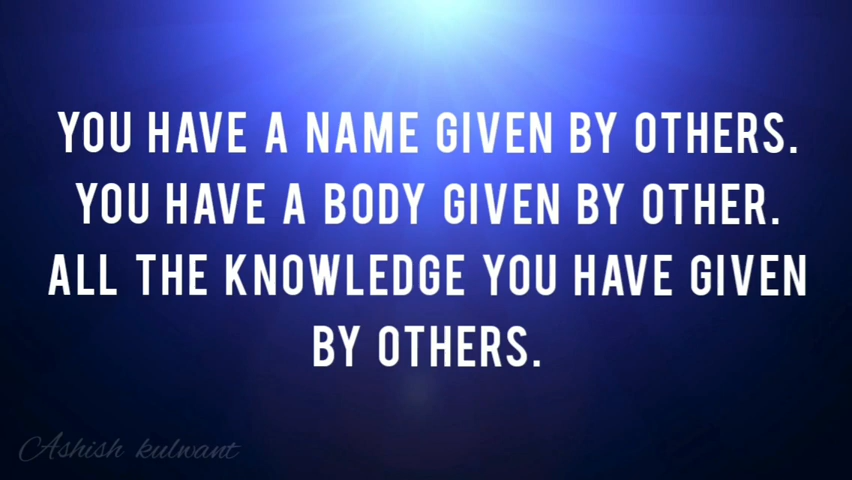 YOU HAVE A NAME GIVEN BY OTHERS.
YOU HAVE A BODY GIVEN BY OTHER.
ALL THE KNOWLEDGE YOU HAVE GIVEN
BY OTHERS.
Ashish kulwant